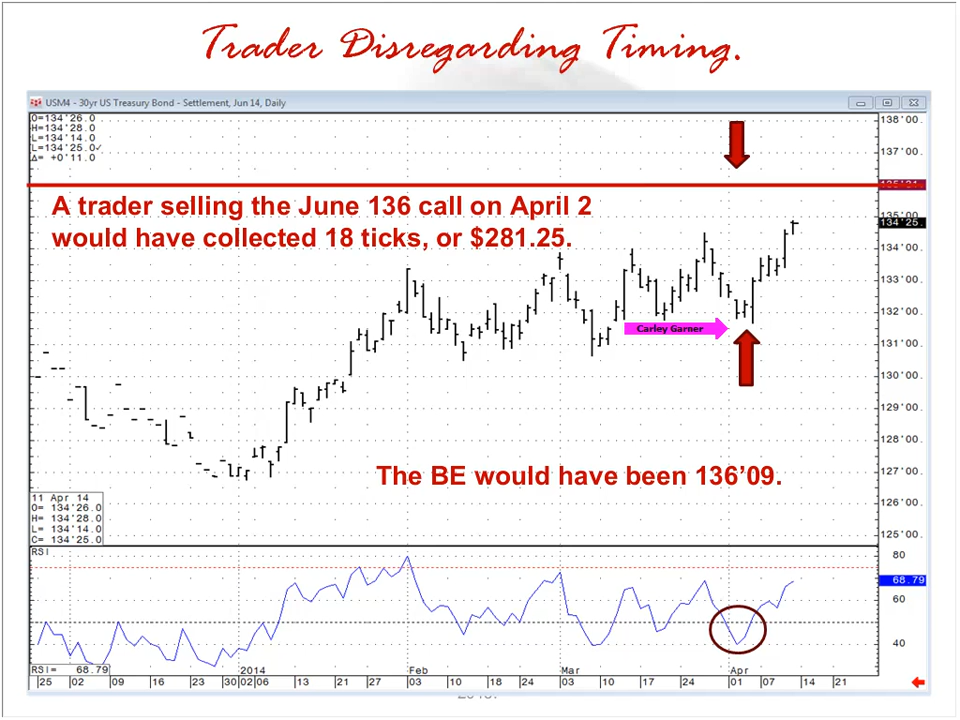 Trader Disregarding Timing.
USM4 - 30yr US Treasury Bond - Settlement, Jun 14, Daily
O=134'26.0
H=134'28.0
L=134'14.0
L=134'25.0✓
Δ= +0'11.0
138'00.
137'00.
A trader selling the June 136 call on April 2
would have collected 18 ticks, or $281.25.
135'00.
134'25.
134'00.
133'00.
132'00.
Carley Garner
131'00.
130'00.
129'00.
128'00.
127'00.
The BE would have been 136’09.
126'00.
125'00.
11 Apr 14
O= 134'26.0
H= 134'28.0
L= 134'14.0
C= 134'25.0
RSI
80
68.79
60
40
RSI= 68.79
2014 Feb Mar Apr
25 02 09 16 23 30 02 06 13 21 27 03 10 18 24 03 10 17 24 01 07 14 21